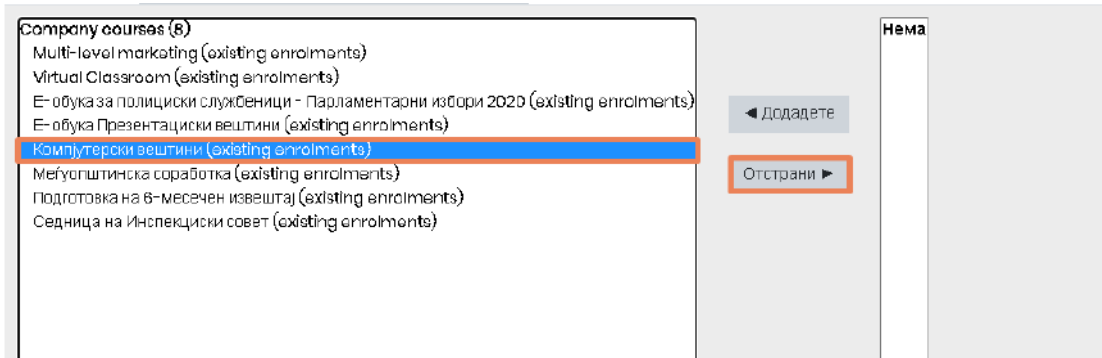 Company courses (8)
Multi-level marketing (existing enrolments)
Virtual Classroom (existing enrolments)
Е-обука за полициски службеници - Парламентарни избори 2020 (existing enrolments)
Е-обука Презентациски вештини (existing enrolments)
Компјутерски вештини (existing enrolments)
Меѓуопштинска соработка (existing enrolments)
Подготовка на 6-месечен извештај (existing enrolments)
Седница на Инспекциски совет (existing enrolments)
◄ Додадете
Отстрани ►
Нема